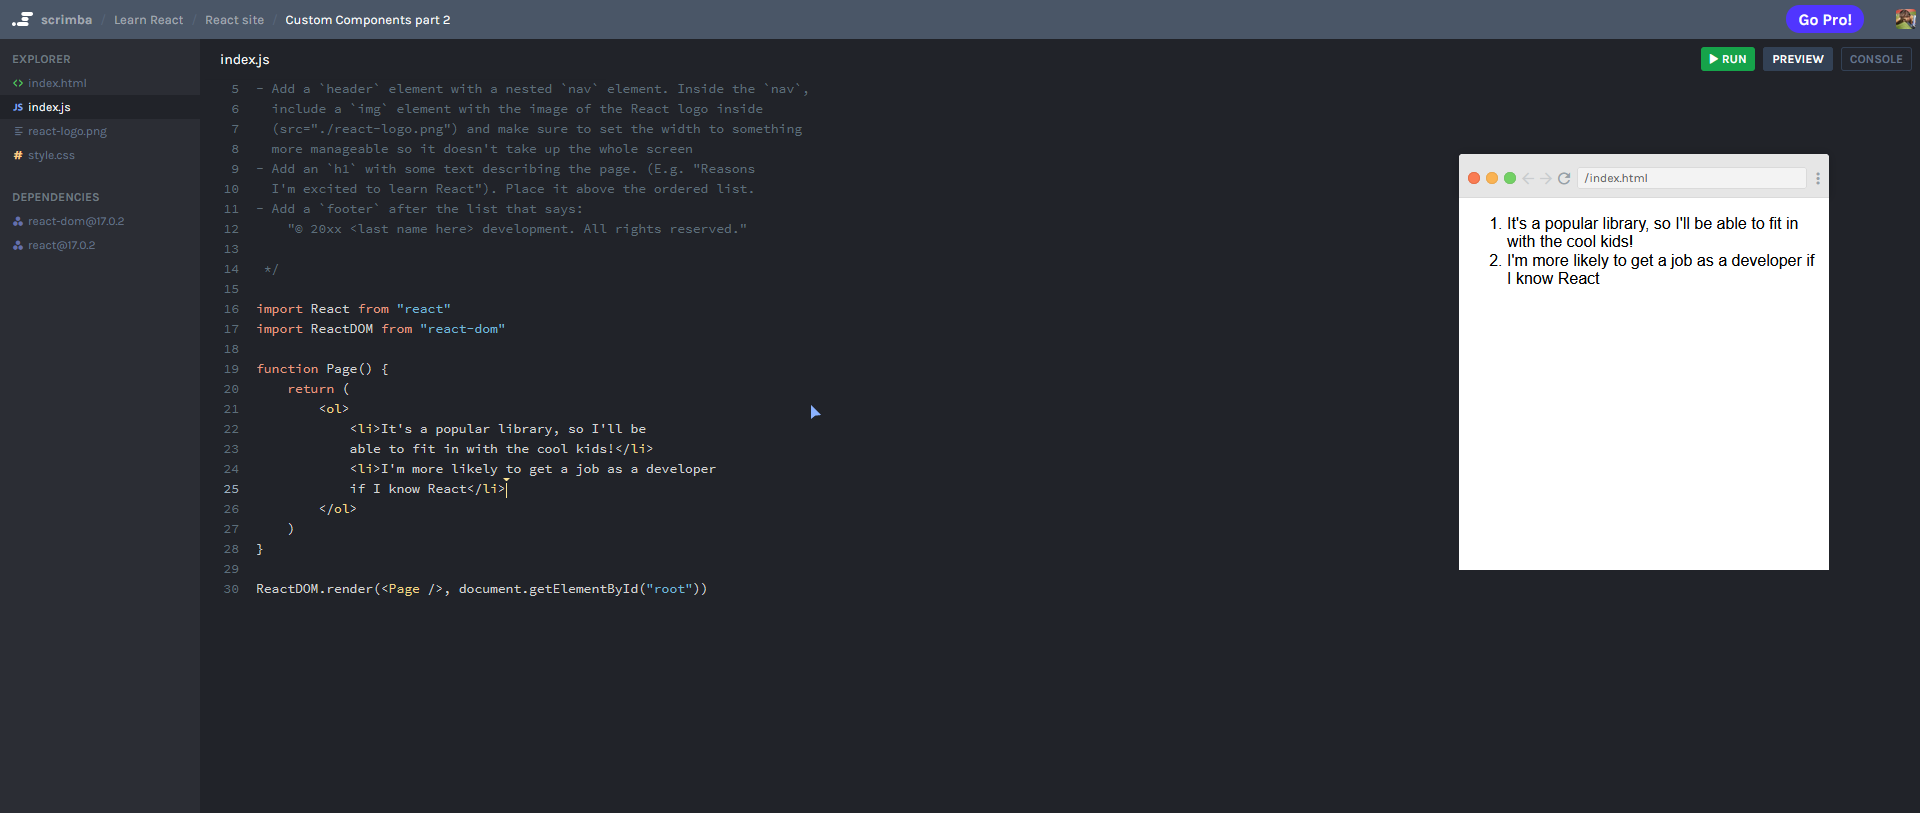 scrimba / Learn React / React site / Custom Components part 2
Go Pro!
EXPLORER
index.html
JS index.js
react-logo.png
# style.css
DEPENDENCIES
react-dom@17.0.2
react@17.0.2
index.js
RUN
PREVIEW
CONSOLE
5 - Add a `header` element with a nested `nav` element. Inside the `nav`,
6 include a `img` element with the image of the React logo inside
7 (src="./react-logo.png") and make sure to set the width to something
8 more manageable so it doesn't take up the whole screen
9 - Add an `h1` with some text describing the page. (E.g. "Reasons
10 I'm excited to learn React"). Place it above the ordered list.
11 - Add a `footer` after the list that says:
12 "© 20xx <last name here> development. All rights reserved."
13
14 */
15
16 import React from "react"
17 import ReactDOM from "react-dom"
18
19 function Page() {
20 return (
21 <ol>
22 <li>It's a popular library, so I'll be
23 able to fit in with the cool kids!</li>
24 <li>I'm more likely to get a job as a developer
25 if I know React</li>
26 </ol>
27 )
28 }
29
30 ReactDOM.render(<Page />, document.getElementById("root"))
/index.html
1. It's a popular library, so I'll be able to fit in
with the cool kids!
2. I'm more likely to get a job as a developer if
I know React